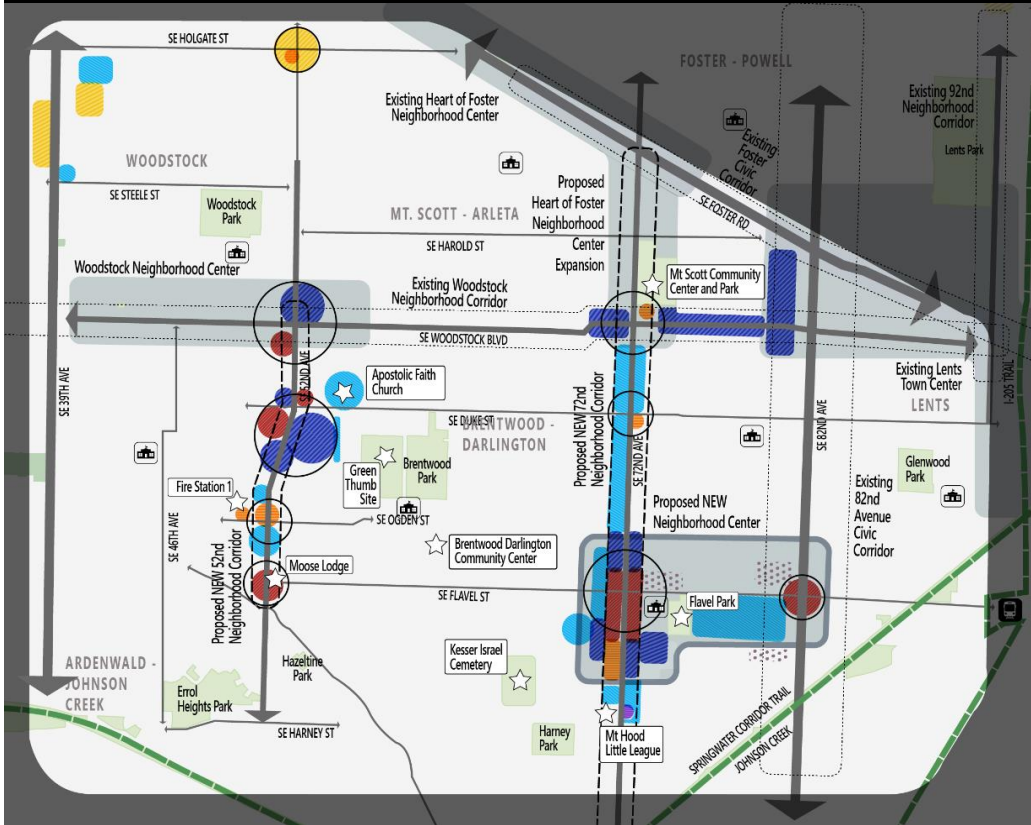 SE HOLGATE ST
FOSTER - POWELL
Existing Heart of Foster
Neighborhood Center
Existing 92nd
Neighborhood
Corridor
Lents Park
Existing
Foster
Civic
Corridor
WOODSTOCK
SE STEELE ST
Woodstock
Park
MT. SCOTT - ARLETA
Proposed
Heart of Foster
Neighborhood
Center
Expansion
SE FOSTER RD
SE HAROLD ST
Woodstock Neighborhood Center
Existing Woodstock
Neighborhood Corridor
Mt Scott Community
Center and Park
SE WOODSTOCK BLVD
SE 39TH AVE
SE 52ND AVE
Apostolic Faith
Church
Existing Lents
Town Center
LENTS
I-205 TRAIL
SE DUKE ST
BRENTWOOD -
DARLINGTON
Proposed NEW 72nd
Neighborhood Corridor
SE 72ND AVE
SE 82ND AVE
Green
Thumb
Site
Brentwood
Park
Glenwood
Park
Fire Station 1
SE OGDEN ST
SE 46TH AVE
Proposed NEW
Neighborhood Center
Existing
82nd
Avenue
Civic
Corridor
Brentwood Darlington
Community Center
Moose Lodge
Proposed NEW 52nd
Neighborhood Corridor
SE FLAVEL ST
Flavel Park
Kesser Israel
Cemetery
ARDENWALD -
JOHNSON
CREEK
Hazeltine
Park
Errol
Heights Park
SE HARNEY ST
Harney
Park
Mt Hood
Little League
SPRINGWATER CORRIDOR TRAIL
JOHNSON CREEK